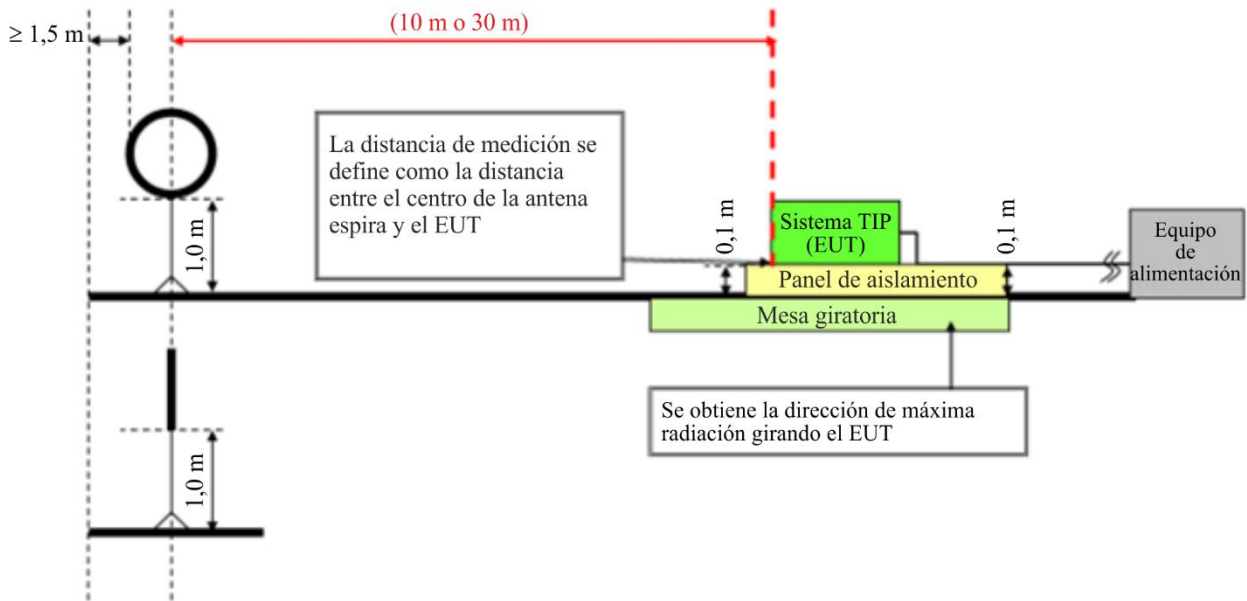 (10 m o 30 m)
≥ 1,5 m
La distancia de medición se
define como la distancia
entre el centro de la antena
espira y el EUT
1,0 m
0,1 m
Sistema TIP
(EUT)
0,1 m
Equipo
de
alimentación
Panel de aislamiento
Mesa giratoria
Se obtiene la dirección de máxima
radiación girando el EUT
1,0 m